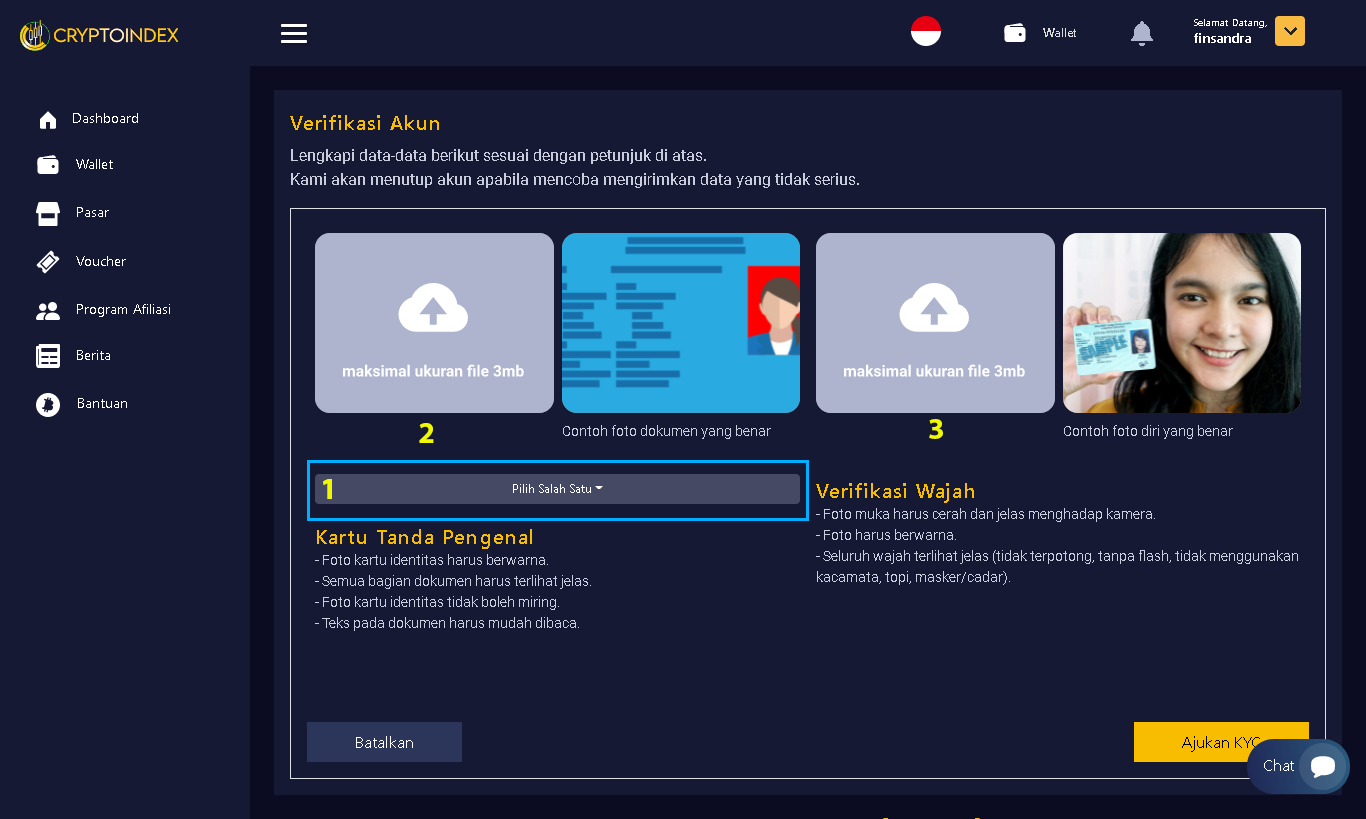 CRYPTOINDEX
Wallet
Selamat Datang,
finsandra
Dashboard
Wallet
Pasar
Voucher
Program Afiliasi
Berita
Bantuan
Verifikasi Akun
Lengkapi data-data berikut sesuai dengan petunjuk di atas.
Kami akan menutup akun apabila mencoba mengirimkan data yang tidak serius.
maksimal ukuran file 3mb
maksimal ukuran file 3mb
SAMPLE
2
Contoh foto dokumen yang benar
3
Contoh foto diri yang benar
1
Pilih Salah Satu
Kartu Tanda Pengenal
- Foto kartu identitas harus berwarna.
- Semua bagian dokumen harus terlihat jelas.
- Foto kartu identitas tidak boleh miring.
- Teks pada dokumen harus mudah dibaca.
Verifikasi Wajah
- Foto muka harus cerah dan jelas menghadap kamera.
- Foto harus berwarna.
- Seluruh wajah terlihat jelas (tidak terpotong, tanpa flash, tidak menggunakan
kacamata, topi, masker/cadar).
Batalkan
Ajukan KYC
Chat